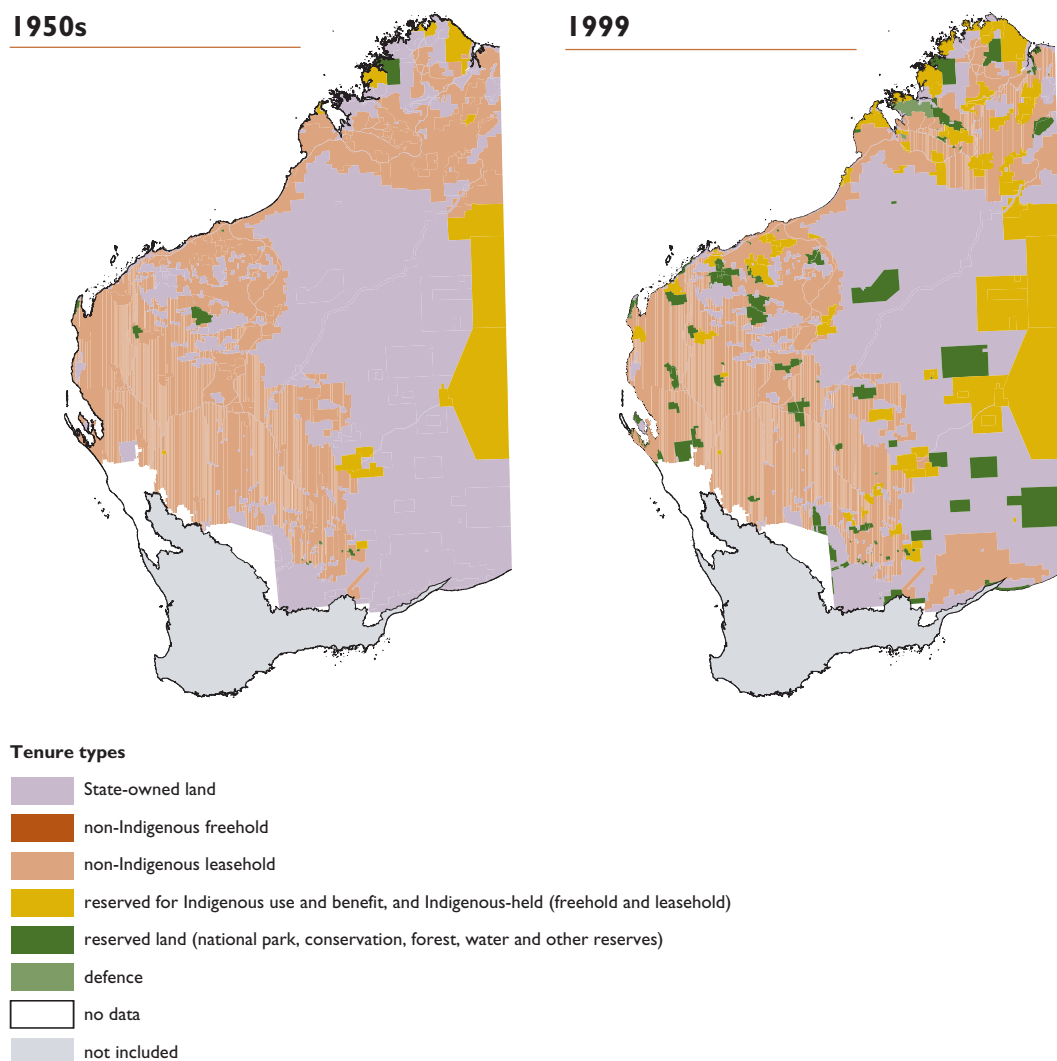 1950s
1999
Tenure types
State-owned land
non-Indigenous freehold
non-Indigenous leasehold
reserved for Indigenous use and benefit, and Indigenous-held (freehold and leasehold)
reserved land (national park, conservation, forest, water and other reserves)
defence
no data
not included